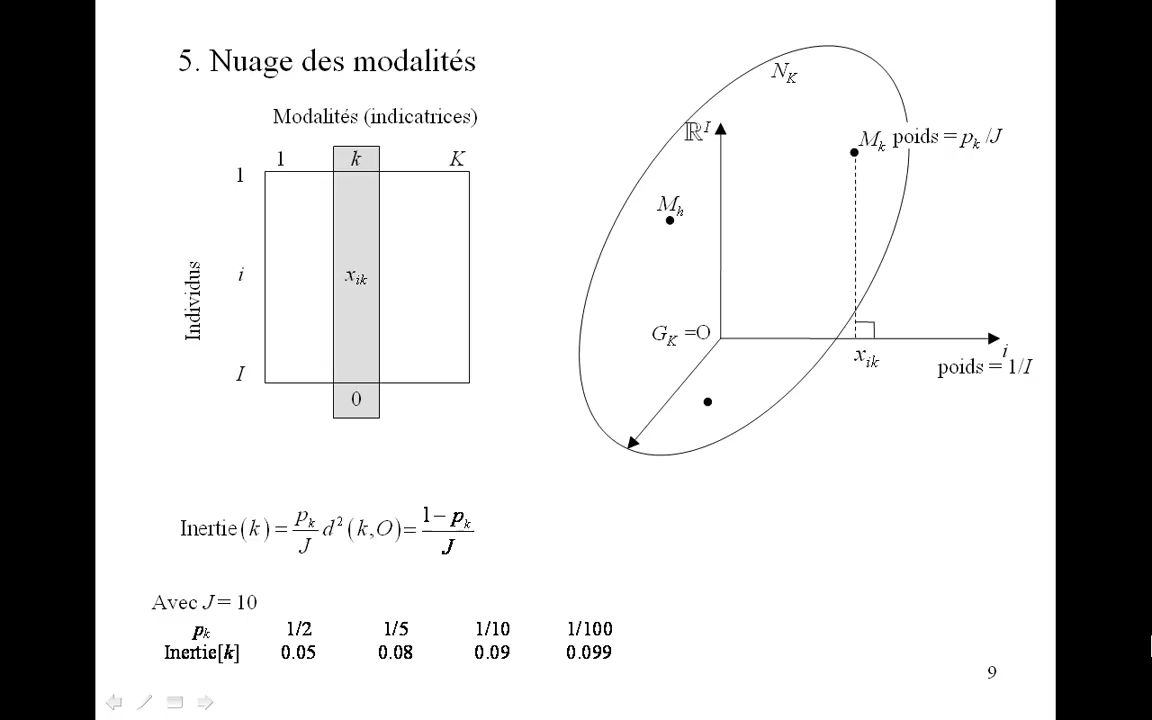 5. Nuage des modalités
Modalités (indicatrices)
1 k K
1
i
I
Individus
x_ik
0
N_K
ℝ^I
M_k poids = p_k /J
M_h
G_K =O
x_ik
i
poids = 1/I
Inertie(k) = p_k/J d²(k,O) = 1−p_k/J
Avec J = 10
p_k 1/2 1/5 1/10 1/100
Inertie[k] 0.05 0.08 0.09 0.099
9